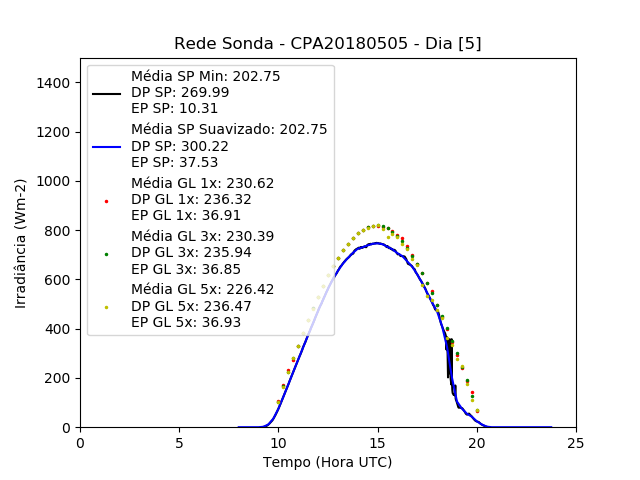 Rede Sonda - CPA20180505 - Dia [5]
Irradiância (Wm-2)
1400
1200
1000
800
600
400
200
0
Média SP Min: 202.75
DP SP: 269.99
EP SP: 10.31
Média SP Suavizado: 202.75
DP SP: 300.22
EP SP: 37.53
Média GL 1x: 230.62
DP GL 1x: 236.32
EP GL 1x: 36.91
Média GL 3x: 230.39
DP GL 3x: 235.94
EP GL 3x: 36.85
Média GL 5x: 226.42
DP GL 5x: 236.47
EP GL 5x: 36.93
0 5 10 15 20 25
Tempo (Hora UTC)